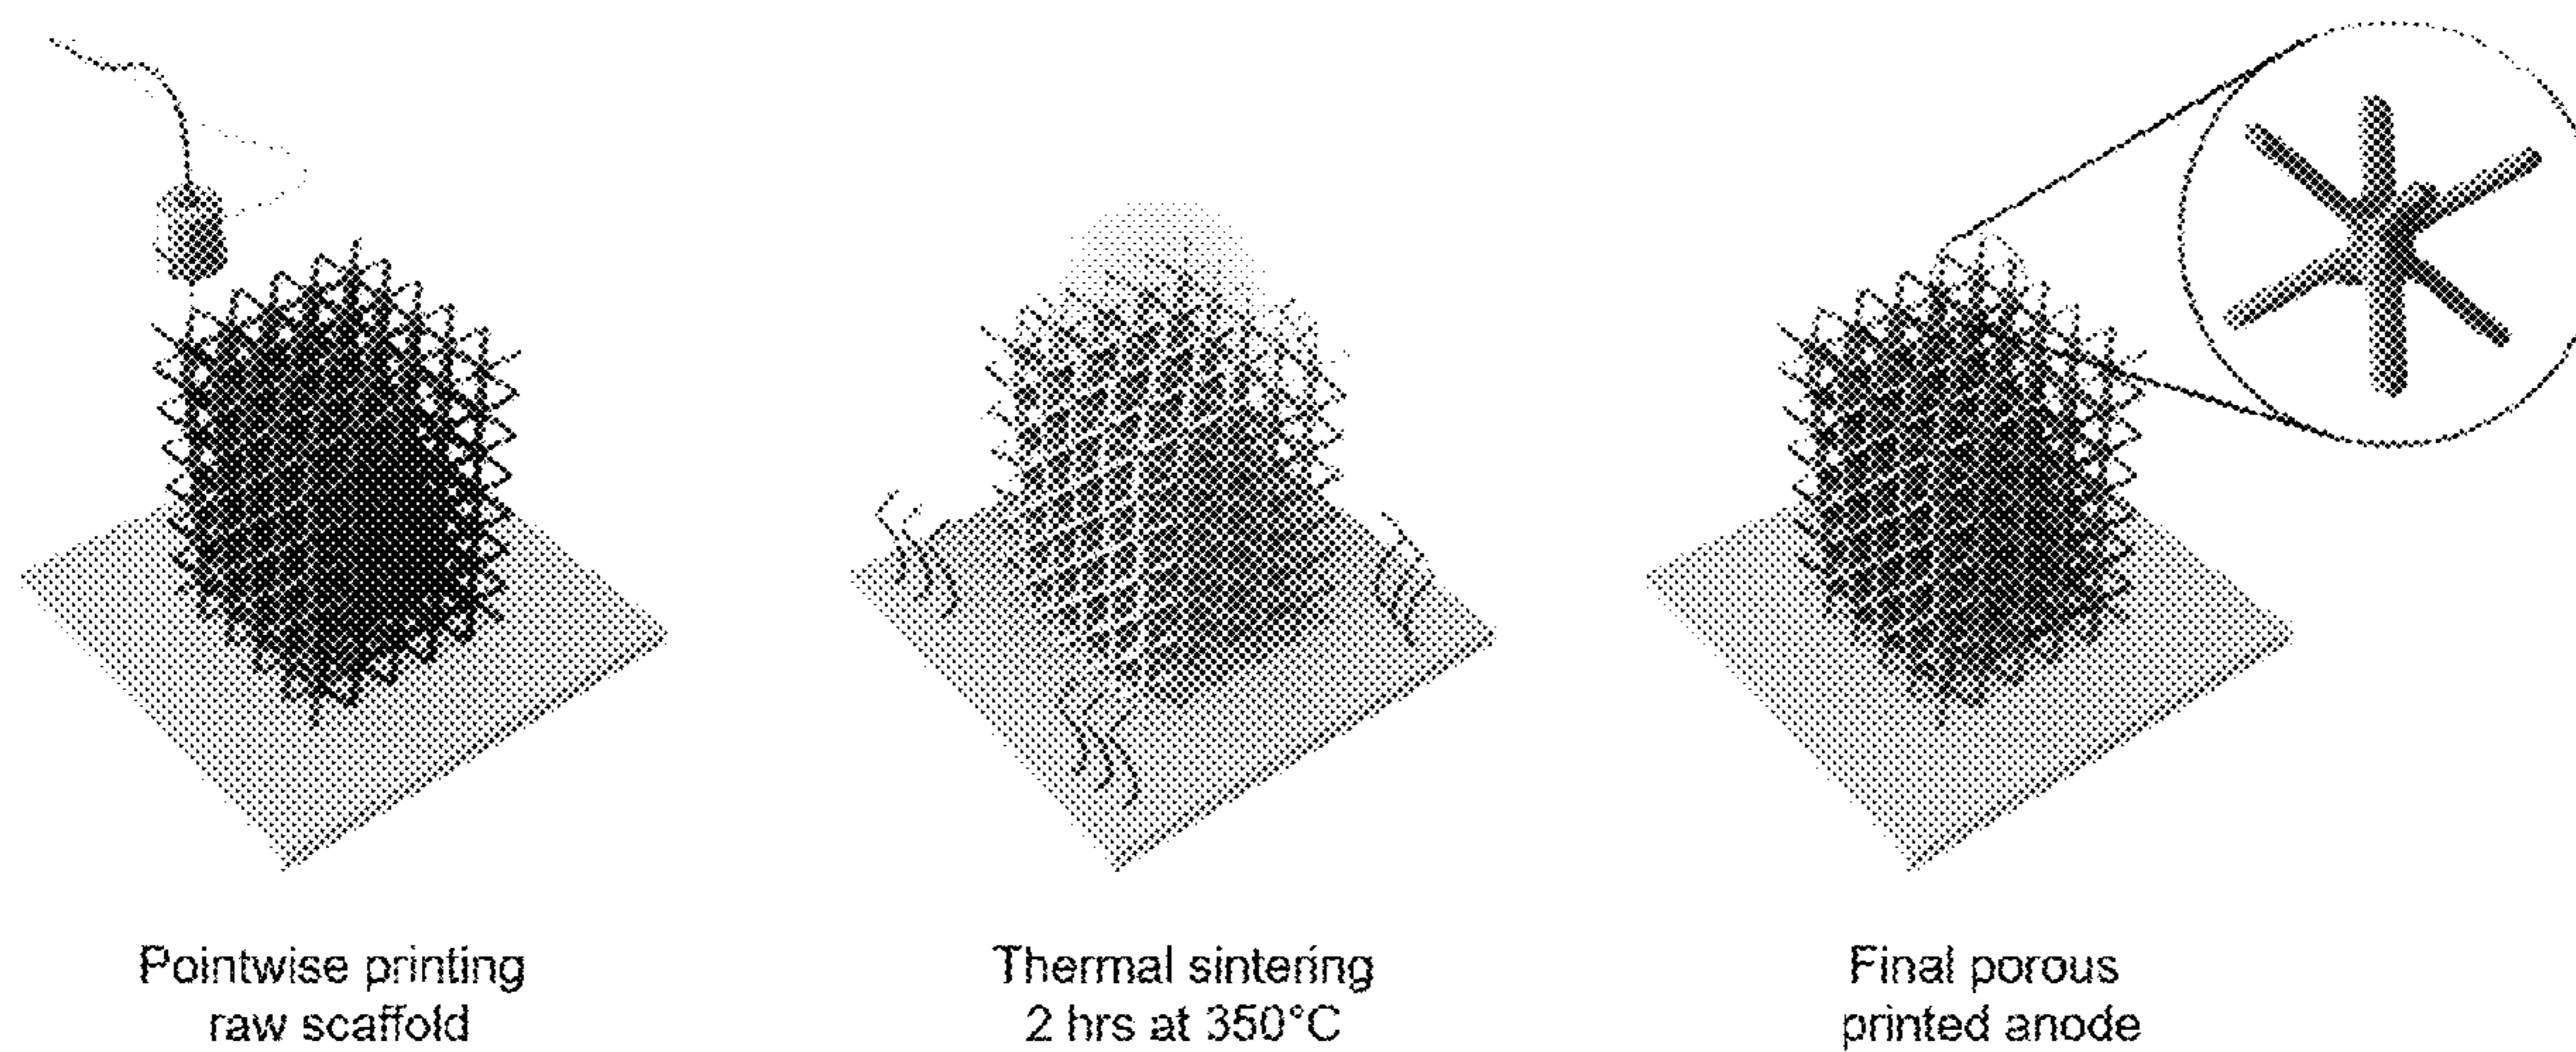 Pointwise printing
raw scaffold
Thermal sintering
2 hrs at 350°C
Final porous
printed anode